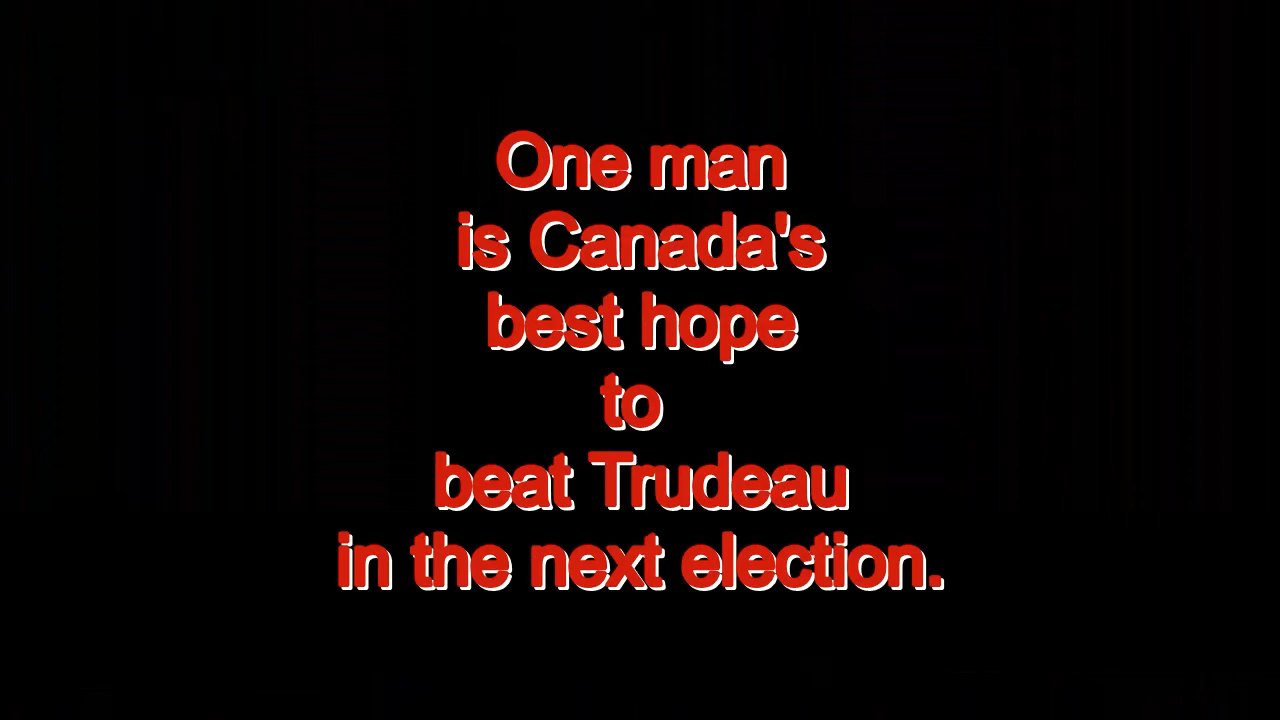 One man
is Canada's
best hope
to
beat Trudeau
in the next election.